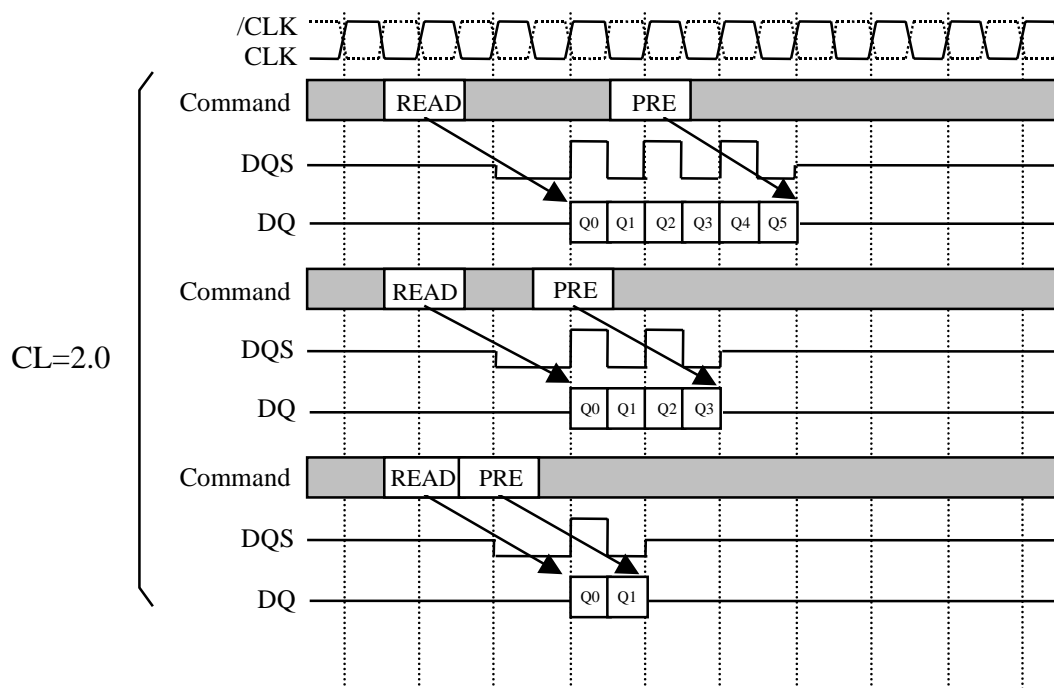 /CLK
CLK
Command READ PRE
DQS
DQ Q0 Q1 Q2 Q3 Q4 Q5
Command READ PRE
CL=2.0
DQS
DQ Q0 Q1 Q2 Q3
Command READ PRE
DQS
DQ Q0 Q1